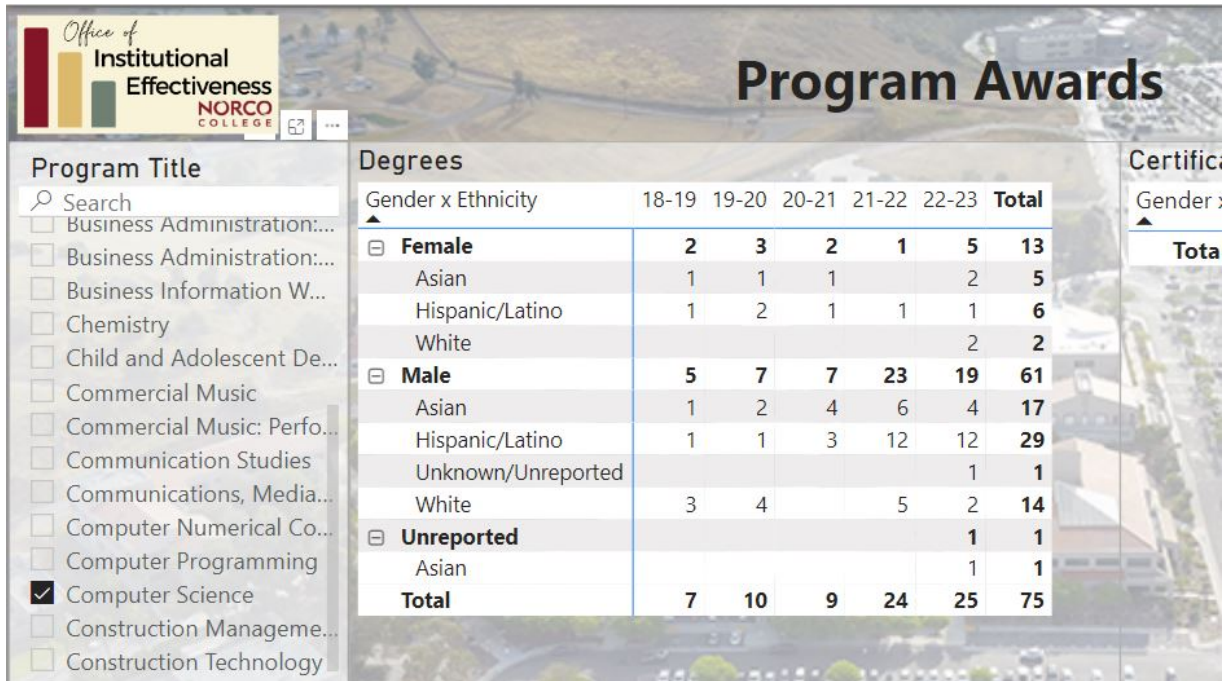 Office of
Institutional
Effectiveness
NORCO
COLLEGE
Program Awards
Program Title
Search
Business Administration:...
Business Administration:...
Business Information W...
Chemistry
Child and Adolescent De...
Commercial Music
Commercial Music: Perfo...
Communication Studies
Communications, Media...
Computer Numerical Co...
Computer Programming
Computer Science
Construction Manageme...
Construction Technology
Degrees
Gender x Ethnicity 18-19 19-20 20-21 21-22 22-23 Total
Female 2 3 2 1 5 13
Asian 1 1 1 2 5
Hispanic/Latino 1 2 1 1 1 6
White 2 2
Male 5 7 7 23 19 61
Asian 1 2 4 6 4 17
Hispanic/Latino 1 1 3 12 12 29
Unknown/Unreported 1 1
White 3 4 5 2 14
Unreported 1 1
Asian 1 1
Total 7 10 9 24 25 75
Certifica
Gender x
Tota